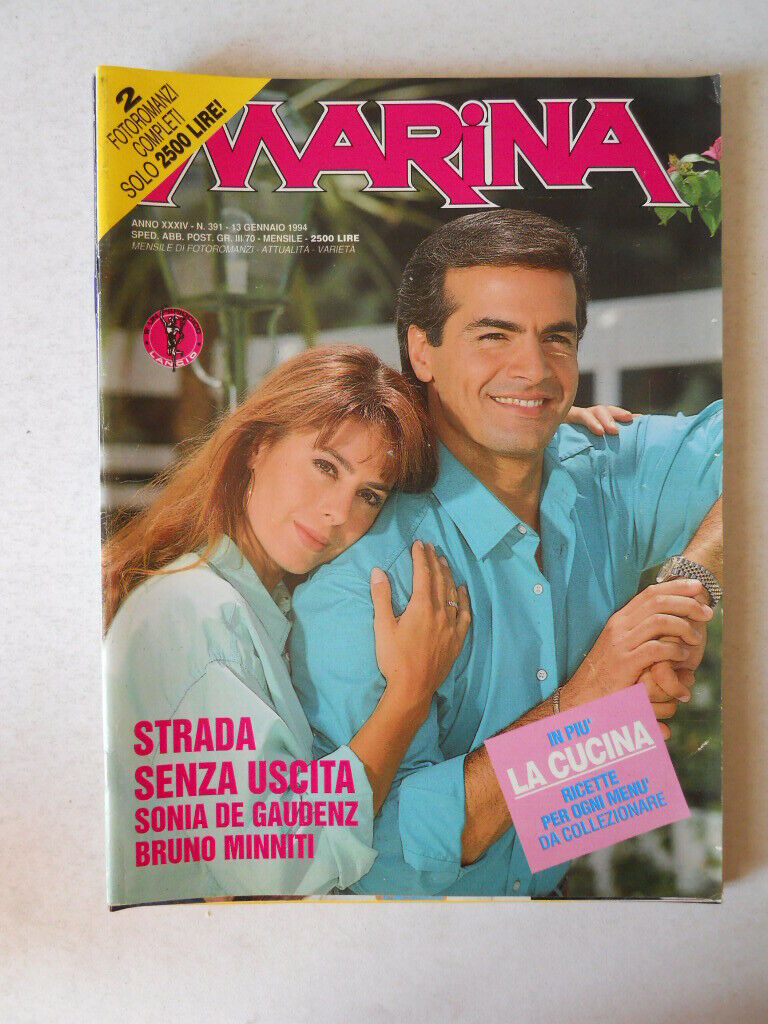 2
FOTOROMANZI
COMPLETI
SOLO 2500 LIRE!
MARiNA
ANNO XXXIV - N. 391 - 13 GENNAIO 1994
SPED. ABB. POST. GR. III/70 - MENSILE - 2500 LIRE
MENSILE DI FOTOROMANZI - ATTUALITÀ - VARIETÀ
LANCIO
STRADA
SENZA USCITA
SONIA DE GAUDENZ
BRUNO MINNITI
IN PIU'
LA CUCINA
RICETTE
PER OGNI MENU'
DA COLLEZIONARE